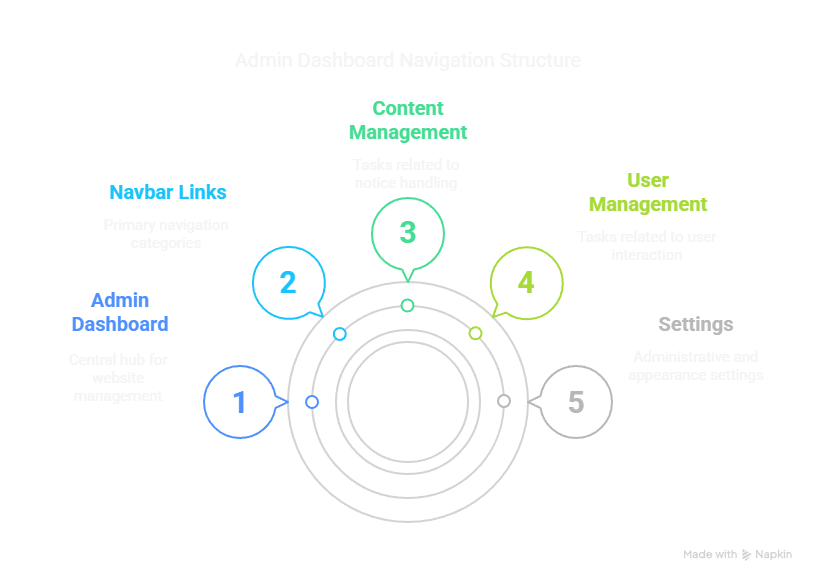 Admin Dashboard Navigation Structure
Content
Management
Tasks related to
notice handling
Navbar Links
Primary navigation
categories
User
Management
Tasks related to user
interaction
Admin
Dashboard
Central hub for
website
management
Settings
Administrative and
appearance settings
1
2
3
4
5
Made with Napkin